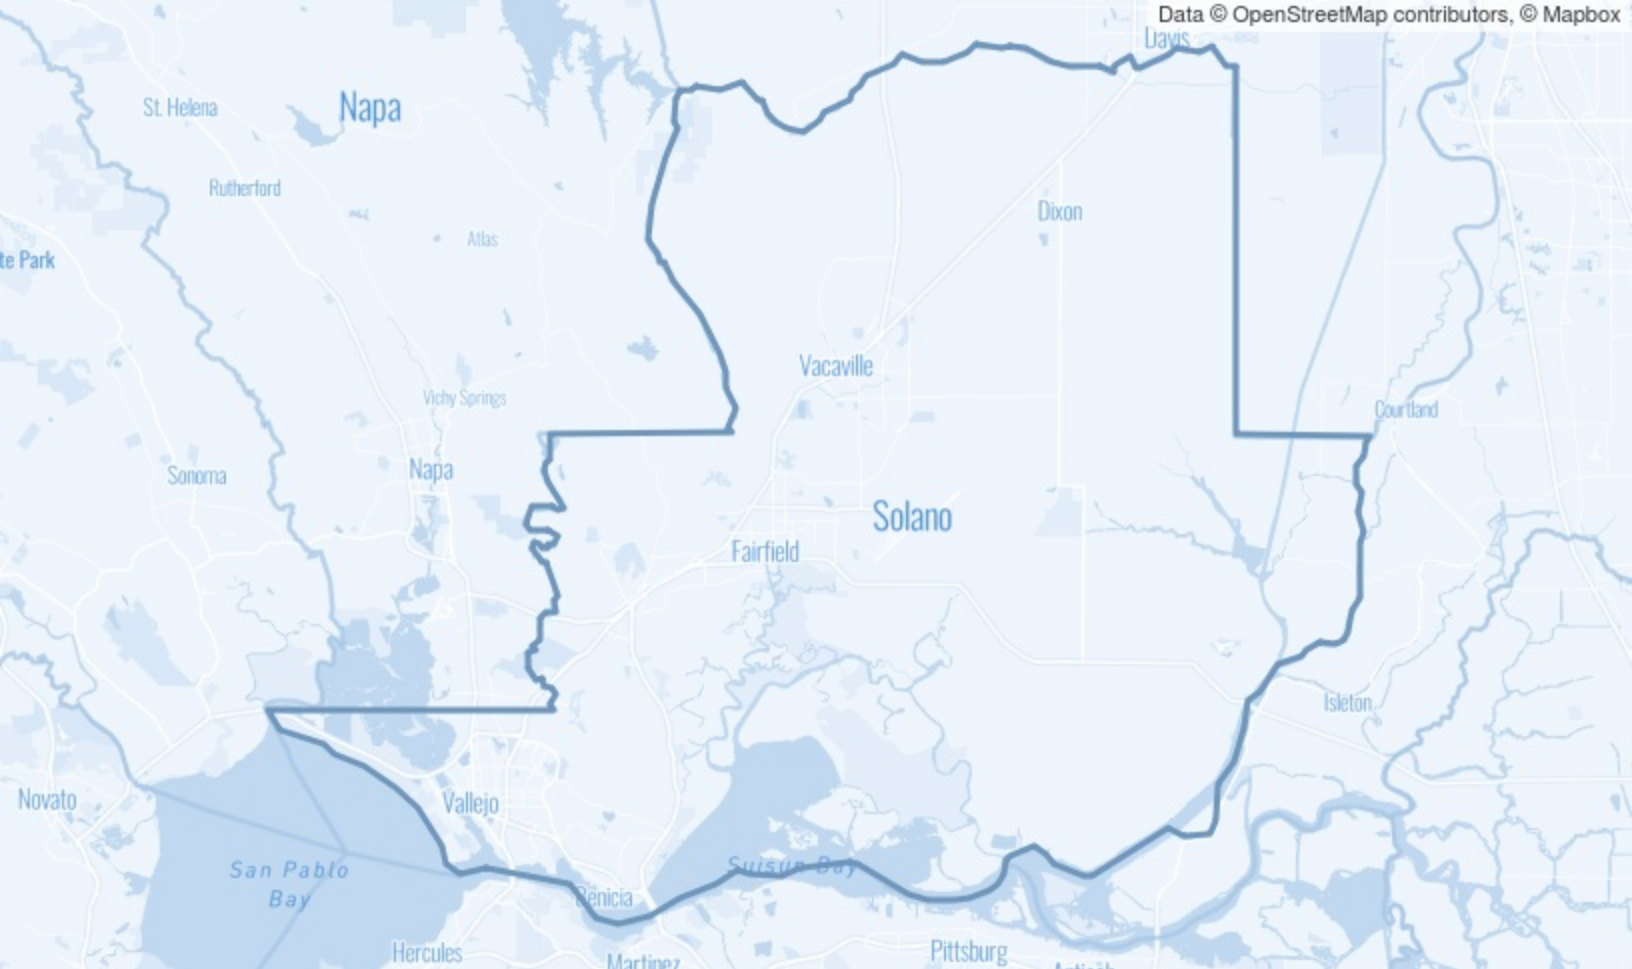 Data © OpenStreetMap contributors, © Mapbox
Davis
St. Helena
Napa
Rutherford
Dixon
Atlas
te Park
Vacaville
Vichy Springs
Courtland
Napa
Sonoma
Solano
Fairfield
Isleton
Novato
Vallejo
San Pablo
Bay
Suisun Bay
Benicia
Hercules
Pittsburg
Martinez
Antioch